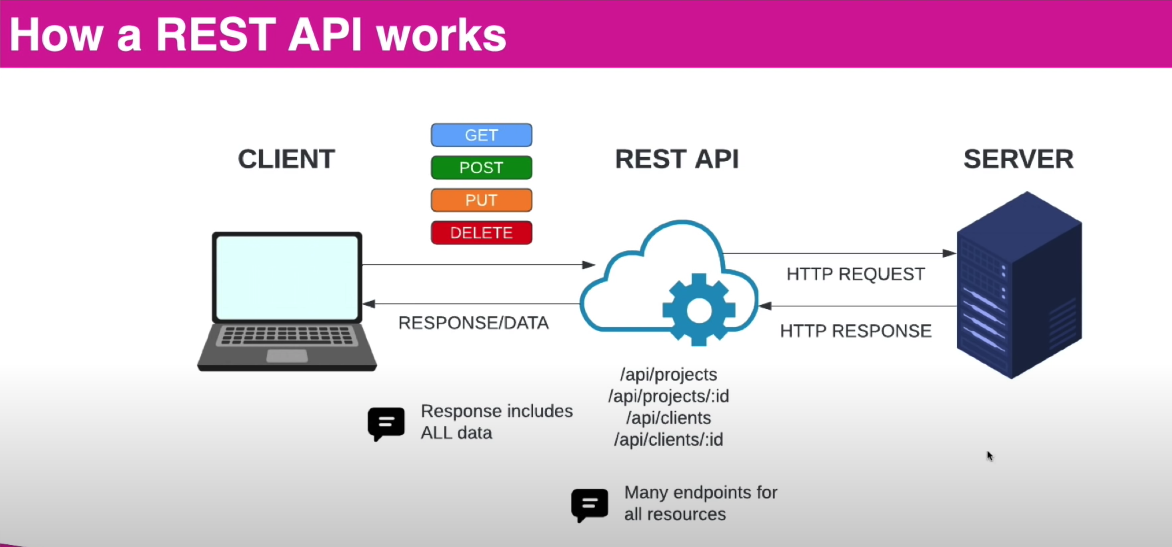 How a REST API works
GET
POST
PUT
DELETE
CLIENT
REST API
SERVER
HTTP REQUEST
RESPONSE/DATA
HTTP RESPONSE
/api/projects
/api/projects/:id
/api/clients
/api/clients/:id
Response includes
ALL data
Many endpoints for
all resources